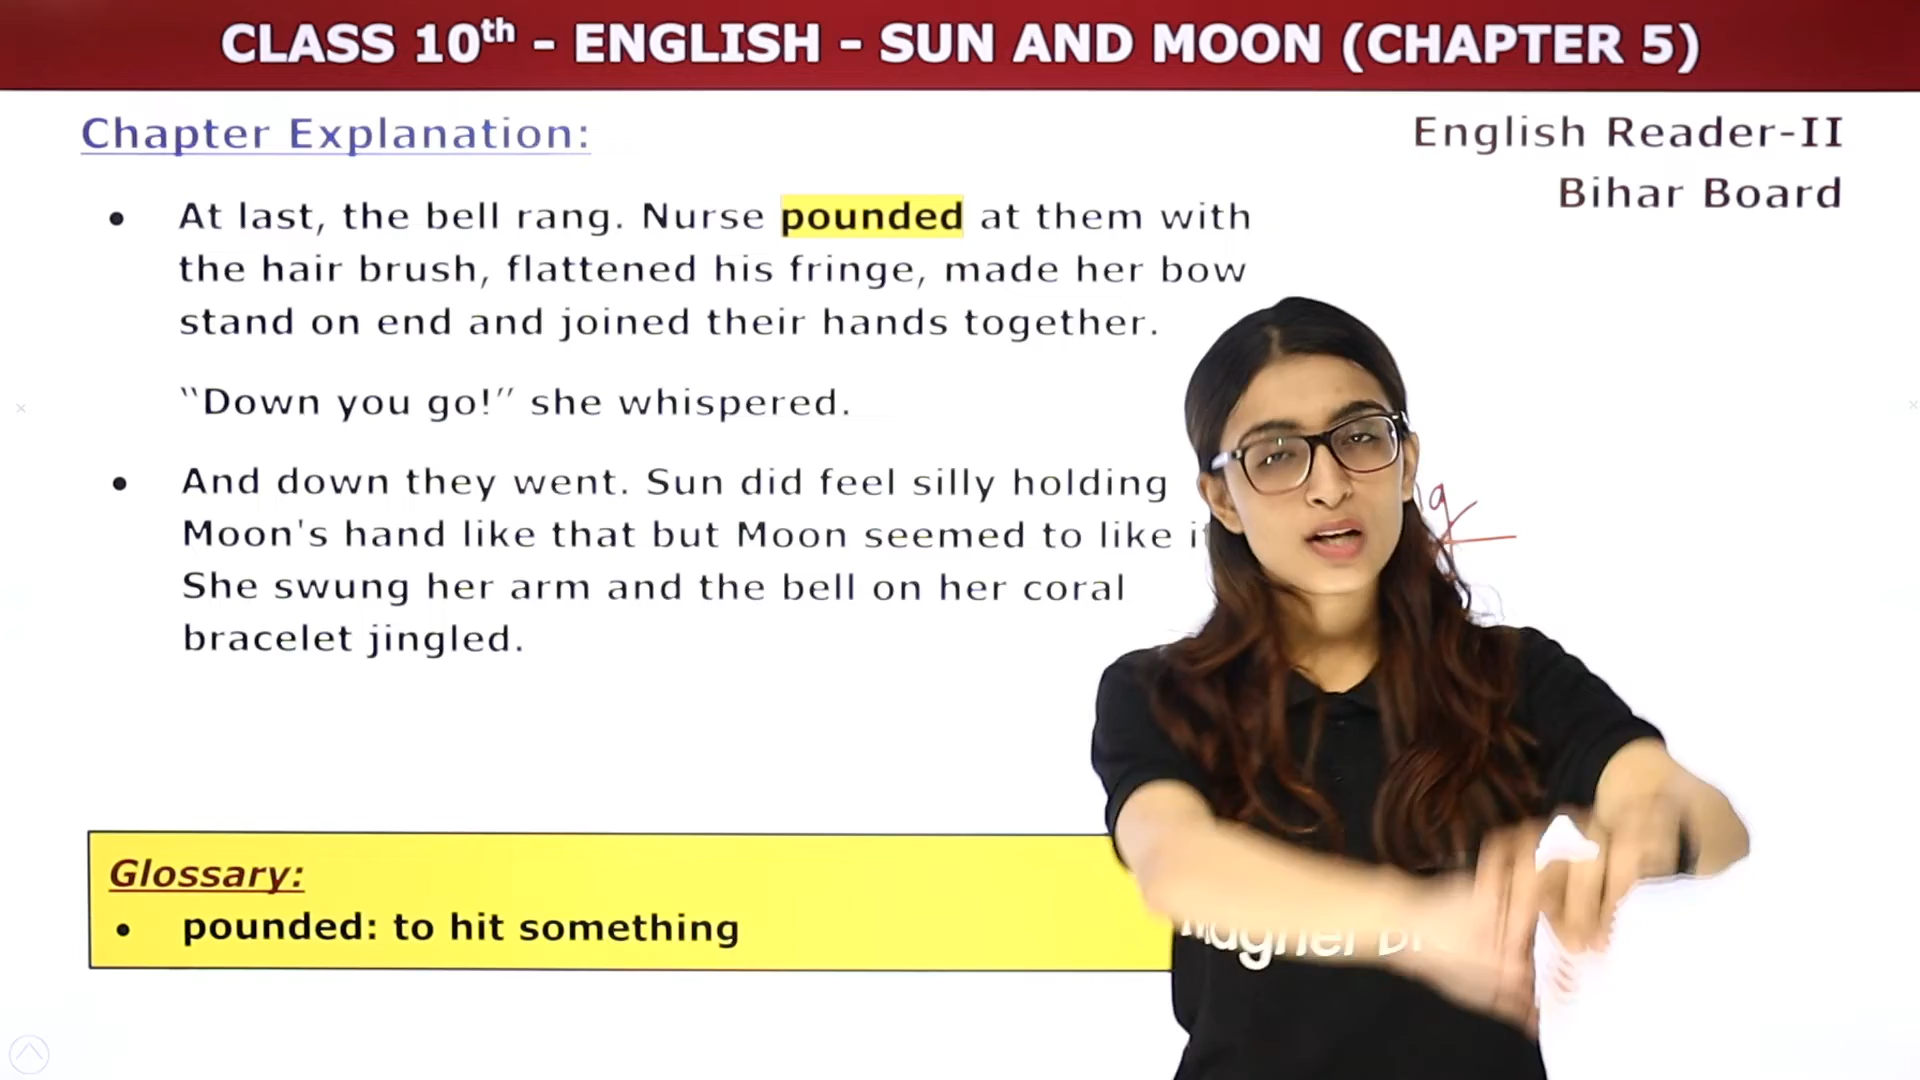 CLASS 10th - ENGLISH - SUN AND MOON (CHAPTER 5)
Chapter Explanation:
English Reader-II
Bihar Board
• At last, the bell rang. Nurse pounded at them with
the hair brush, flattened his fringe, made her bow
stand on end and joined their hands together.
“Down you go!” she whispered.
• And down they went. Sun did feel silly holding
Moon's hand like that but Moon seemed to like
She swung her arm and the bell on her coral
bracelet jingled.
Glossary:
• pounded: to hit something